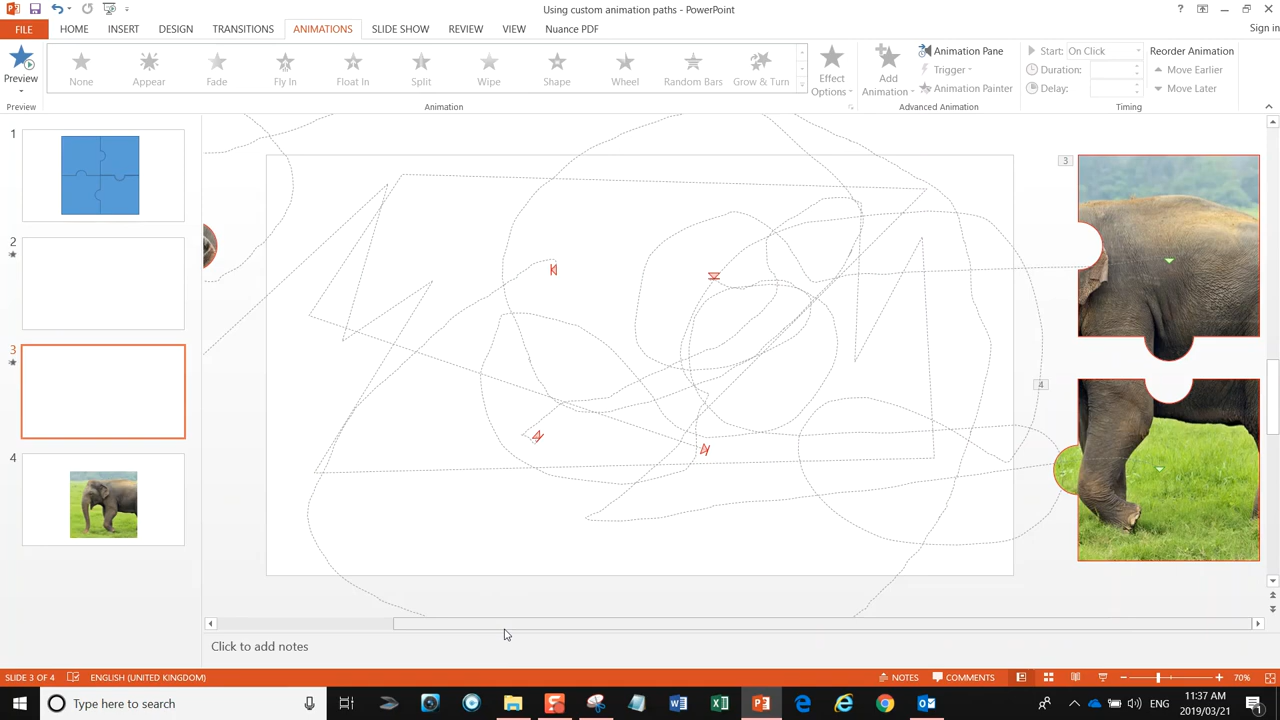 Using custom animation paths - PowerPoint
?
FILE
HOME
INSERT
DESIGN
TRANSITIONS
ANIMATIONS
SLIDE SHOW
REVIEW
VIEW
Nuance PDF
Sign in
Preview
None
Appear
Fade
Fly In
Float In
Split
Wipe
Shape
Wheel
Random Bars
Grow & Turn
Effect
Options
Add
Animation
Animation Pane
Trigger
Animation Painter
Start: On Click
Duration:
Delay:
Reorder Animation
Move Earlier
Move Later
Preview
Animation
Advanced Animation
Timing
1
2
3
4
3
4
Click to add notes
SLIDE 3 OF 4
ENGLISH (UNITED KINGDOM)
NOTES
COMMENTS
70%
Type here to search
ENG
11:37 AM
2019/03/21
1